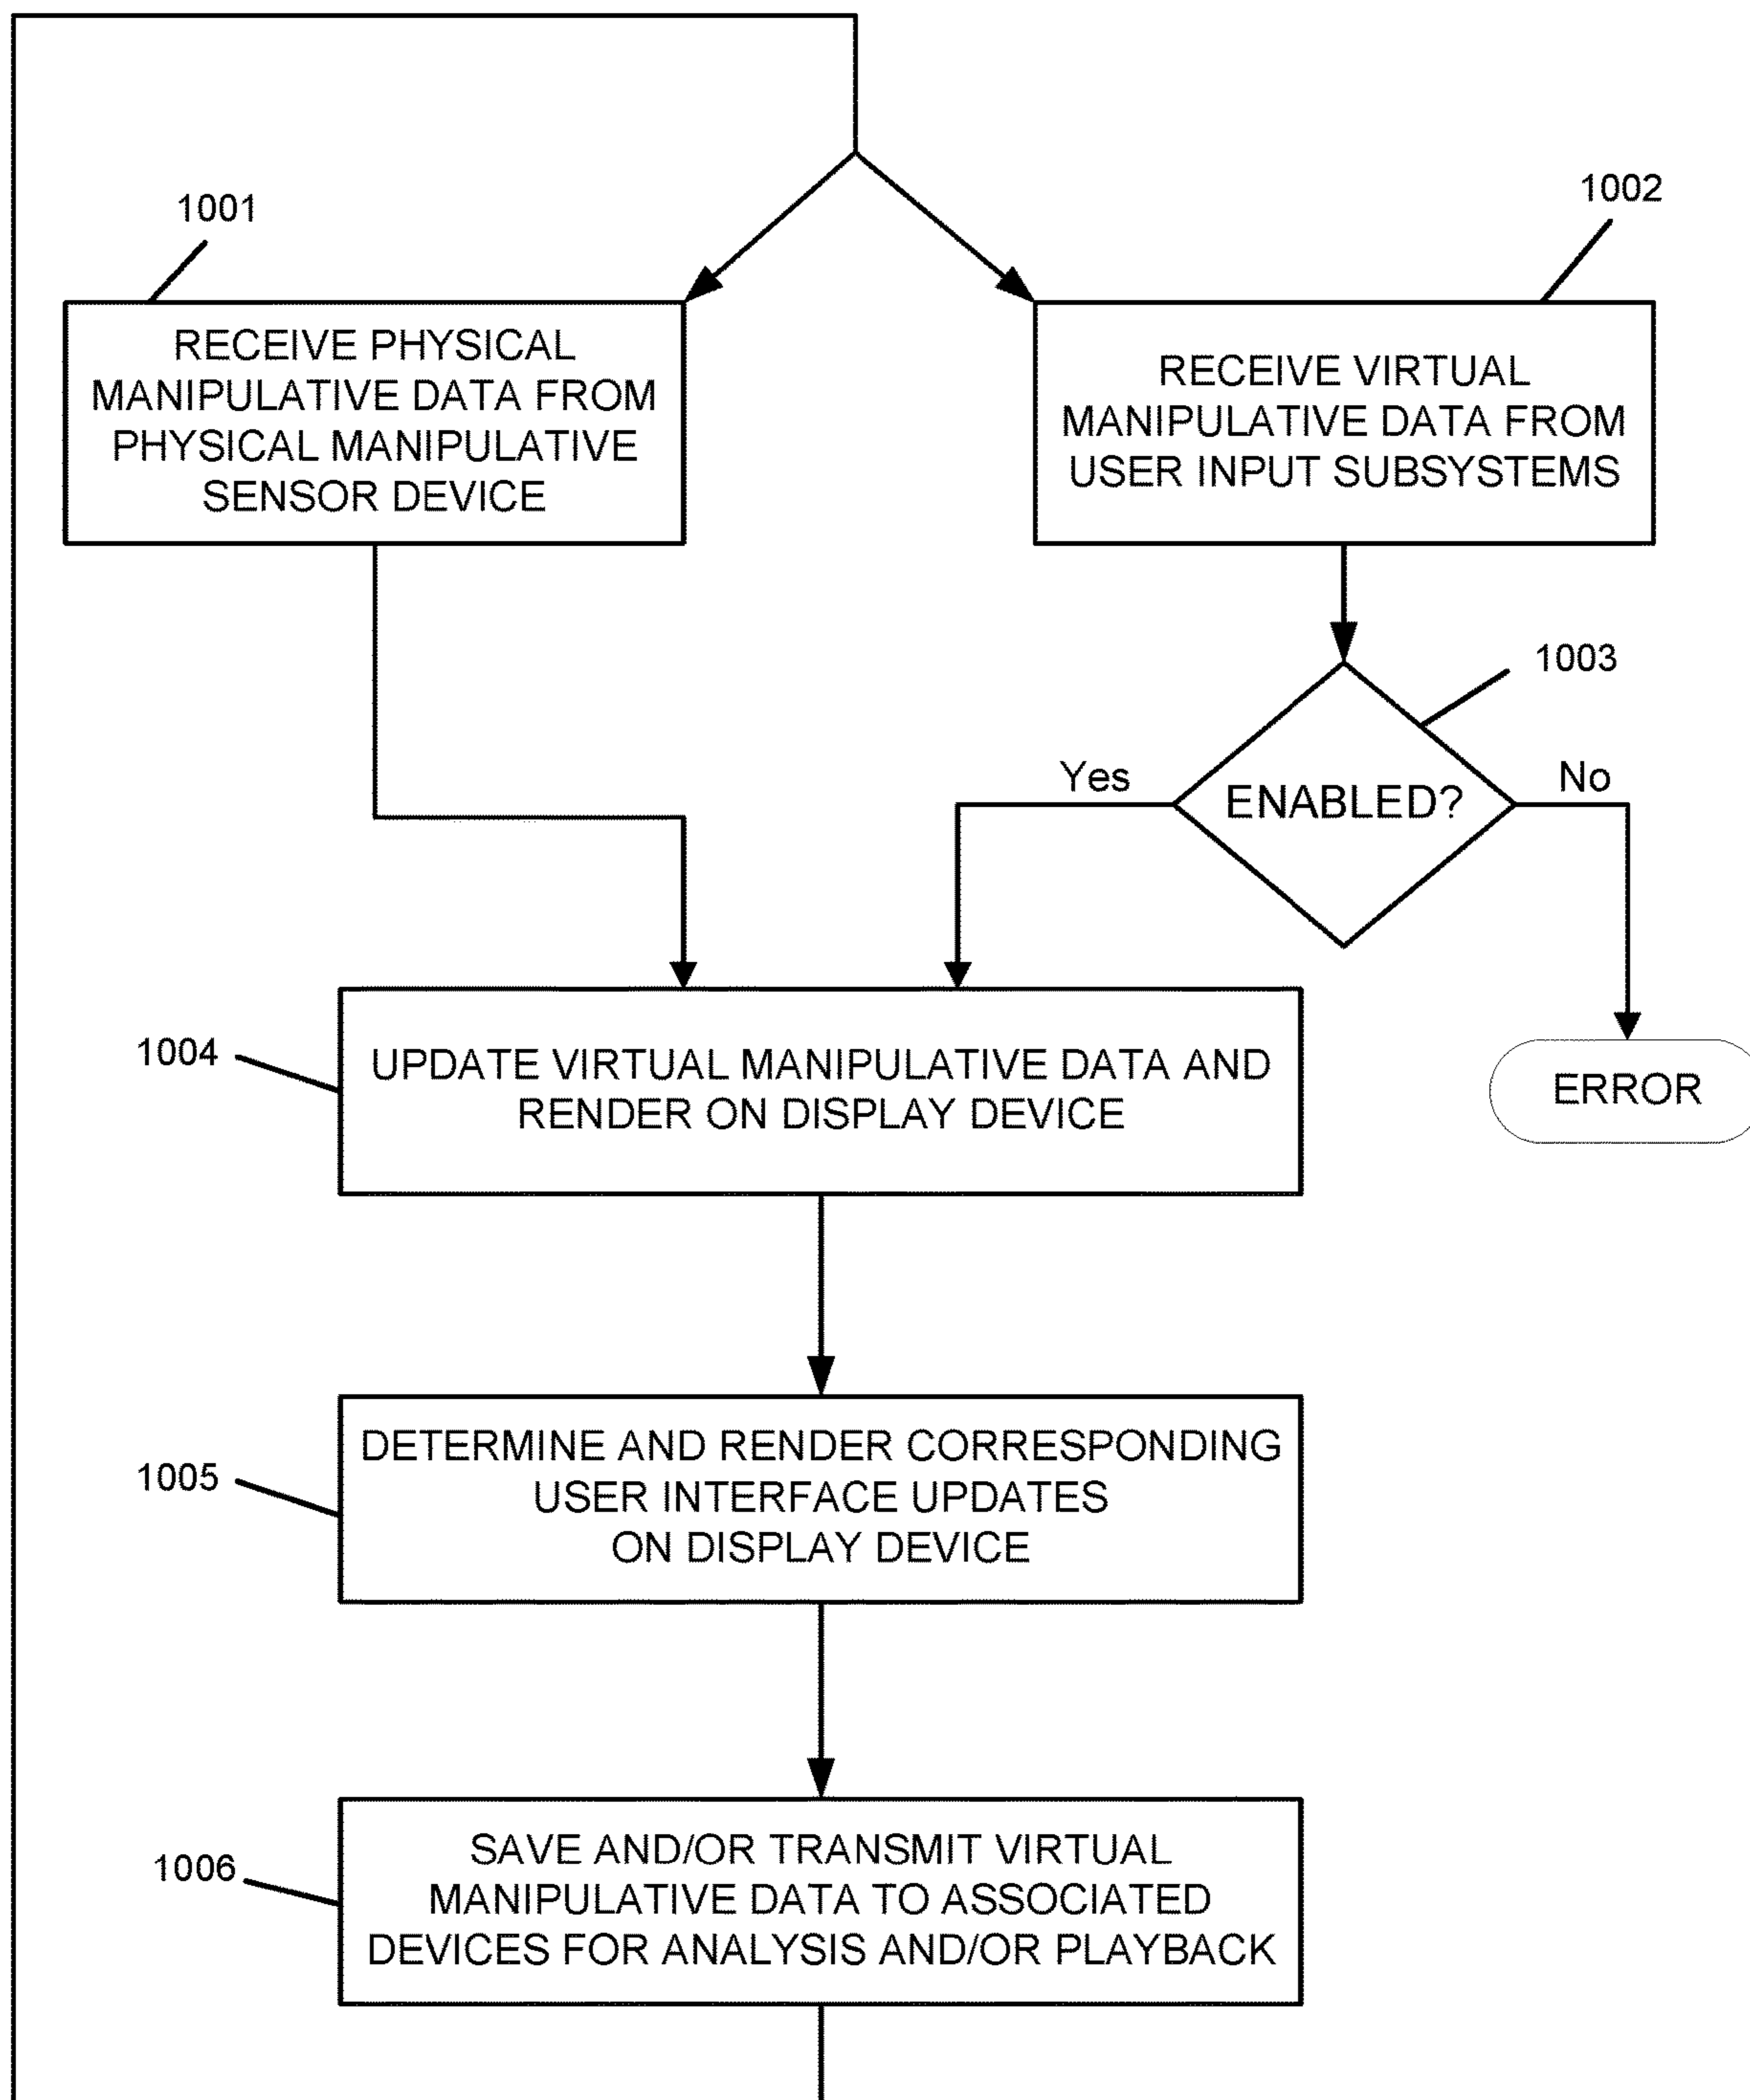 1001
1002
RECEIVE PHYSICAL
MANIPULATIVE DATA FROM
PHYSICAL MANIPULATIVE
SENSOR DEVICE
RECEIVE VIRTUAL
MANIPULATIVE DATA FROM
USER INPUT SUBSYSTEMS
1003
Yes
ENABLED?
No
1004
UPDATE VIRTUAL MANIPULATIVE DATA AND
RENDER ON DISPLAY DEVICE
ERROR
1005
DETERMINE AND RENDER CORRESPONDING
USER INTERFACE UPDATES
ON DISPLAY DEVICE
1006
SAVE AND/OR TRANSMIT VIRTUAL
MANIPULATIVE DATA TO ASSOCIATED
DEVICES FOR ANALYSIS AND/OR PLAYBACK